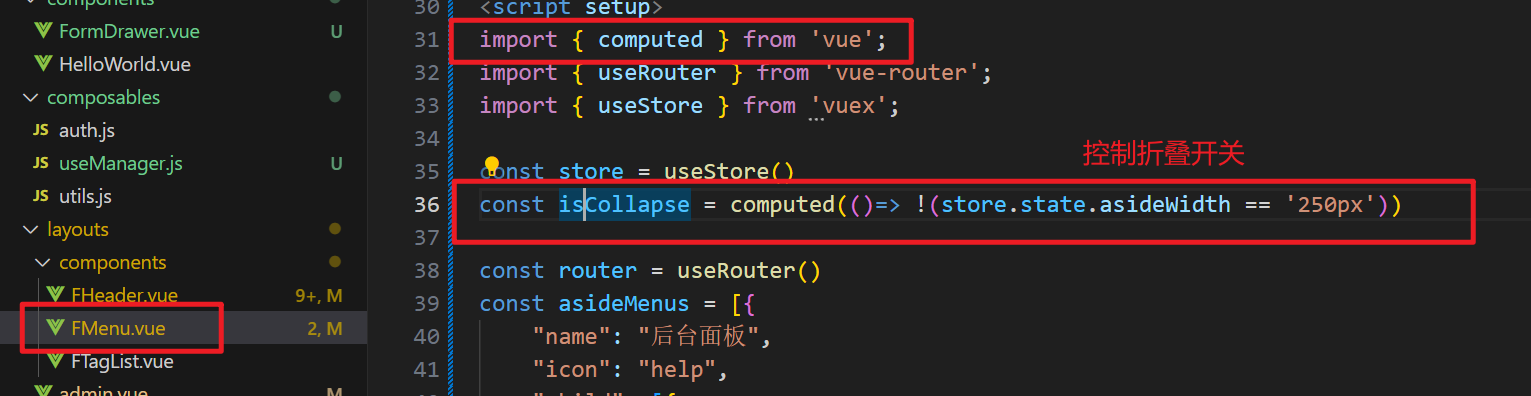 components
FormDrawer.vue U
HelloWorld.vue
composables
JS auth.js
JS useManager.js U
JS utils.js
layouts
components
FHeader.vue 9+, M
FMenu.vue 2, M
FTagList.vue
admin.vue M
30 <script setup>
31 import { computed } from 'vue';
32 import { useRouter } from 'vue-router';
33 import { useStore } from 'vuex';
34
控制折叠开关
35 const store = useStore()
36 const isCollapse = computed(()=> !(store.state.asideWidth == '250px'))
37
38 const router = useRouter()
39 const asideMenus = [{
40 "name": "后台面板",
41 "icon": "help",